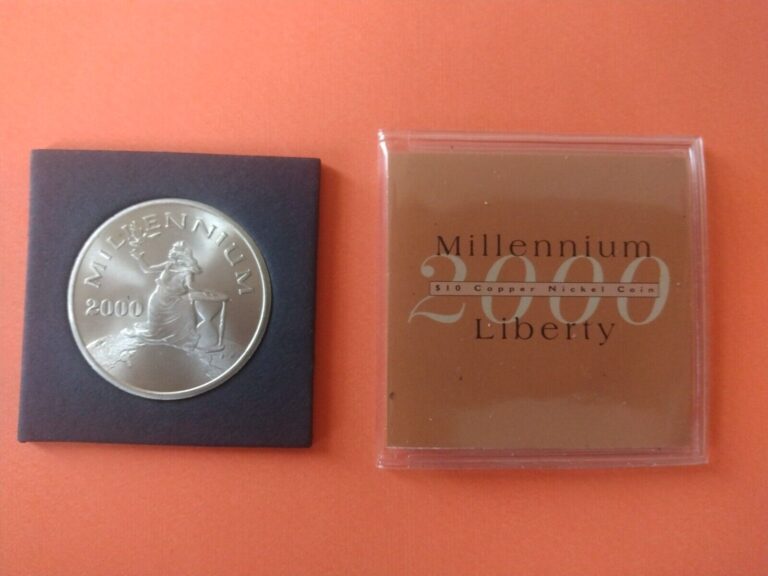 MILLENNIUM
2000
Millennium
2000
$10 Copper Nickel Coin
Liberty